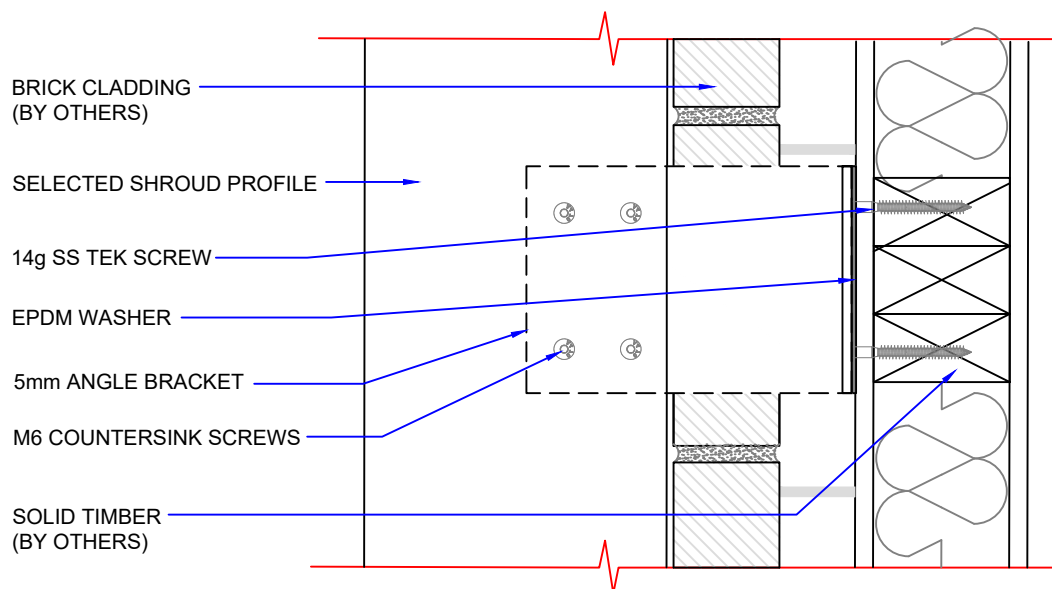 BRICK CLADDING
(BY OTHERS)
SELECTED SHROUD PROFILE
14g SS TEK SCREW
EPDM WASHER
5mm ANGLE BRACKET
M6 COUNTERSINK SCREWS
SOLID TIMBER
(BY OTHERS)